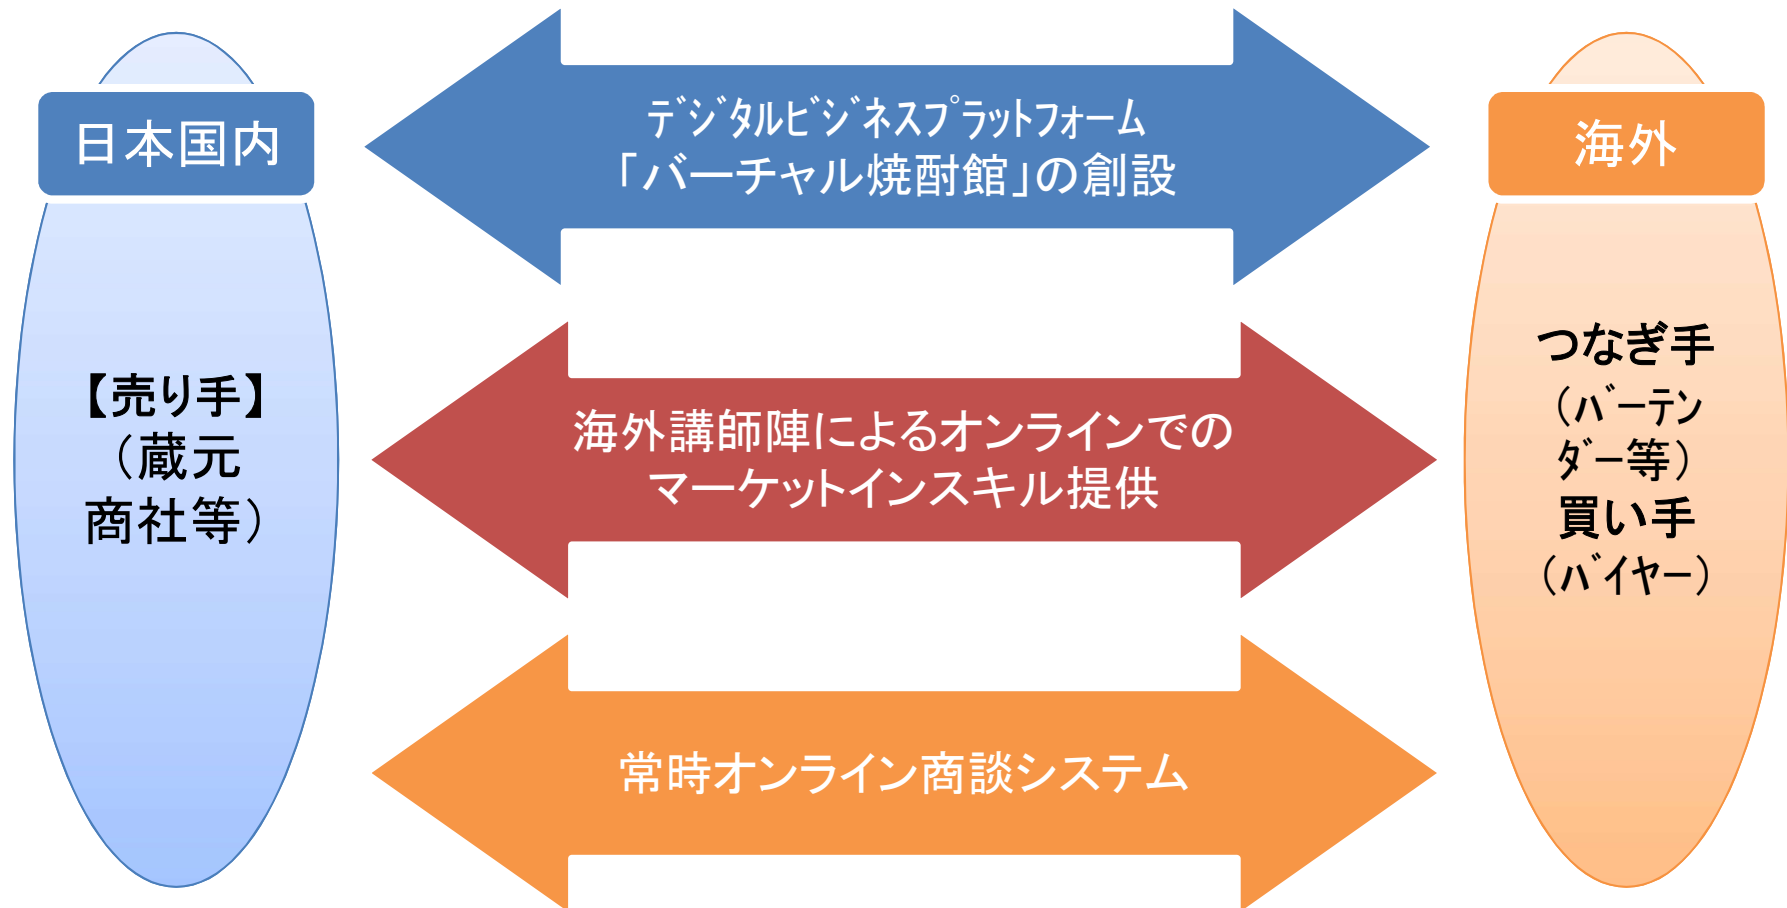 日本国内
【売り手】
（蔵元
商社等）
ﾃﾞｼﾞﾀﾙﾋﾞｼﾞﾈｽﾌﾟﾗｯﾄﾌｫｰﾑ
｢バーチャル焼酎館｣の創設
海外講師陣によるオンラインでの
マーケットインスキル提供
常時オンライン商談システム
海外
つなぎ手
（ﾊﾞｰﾃﾝ
ﾀﾞｰ等）
買い手
（ﾊﾞｲﾔｰ）